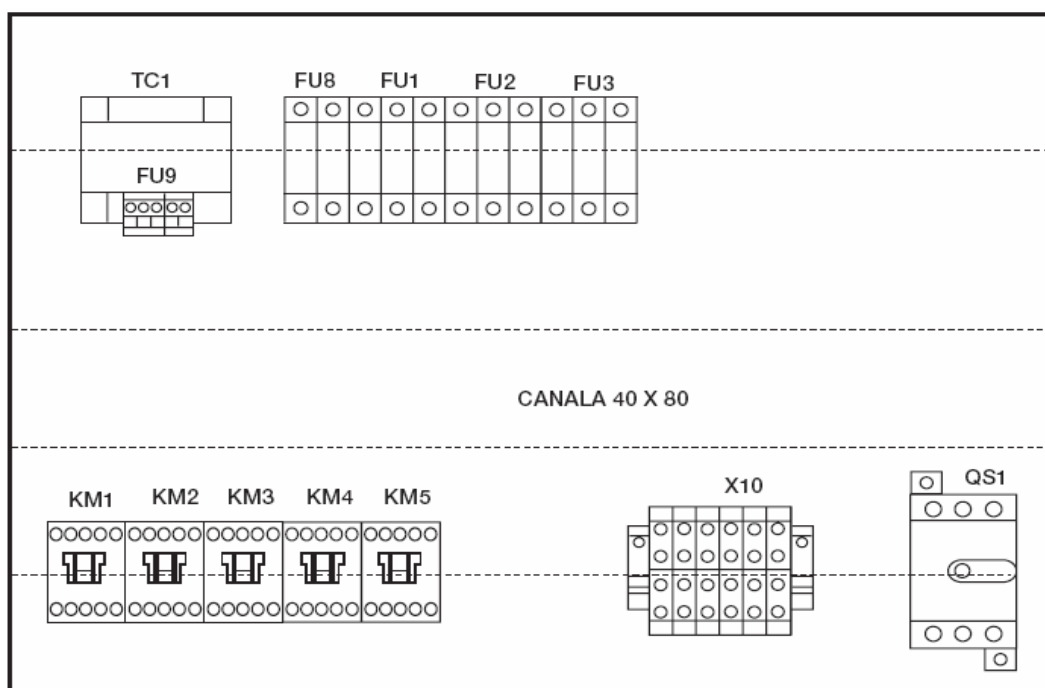 TC1
FU8 FU1 FU2 FU3
FU9
CANALA 40 X 80
KM1 KM2 KM3 KM4 KM5
X10
QS1